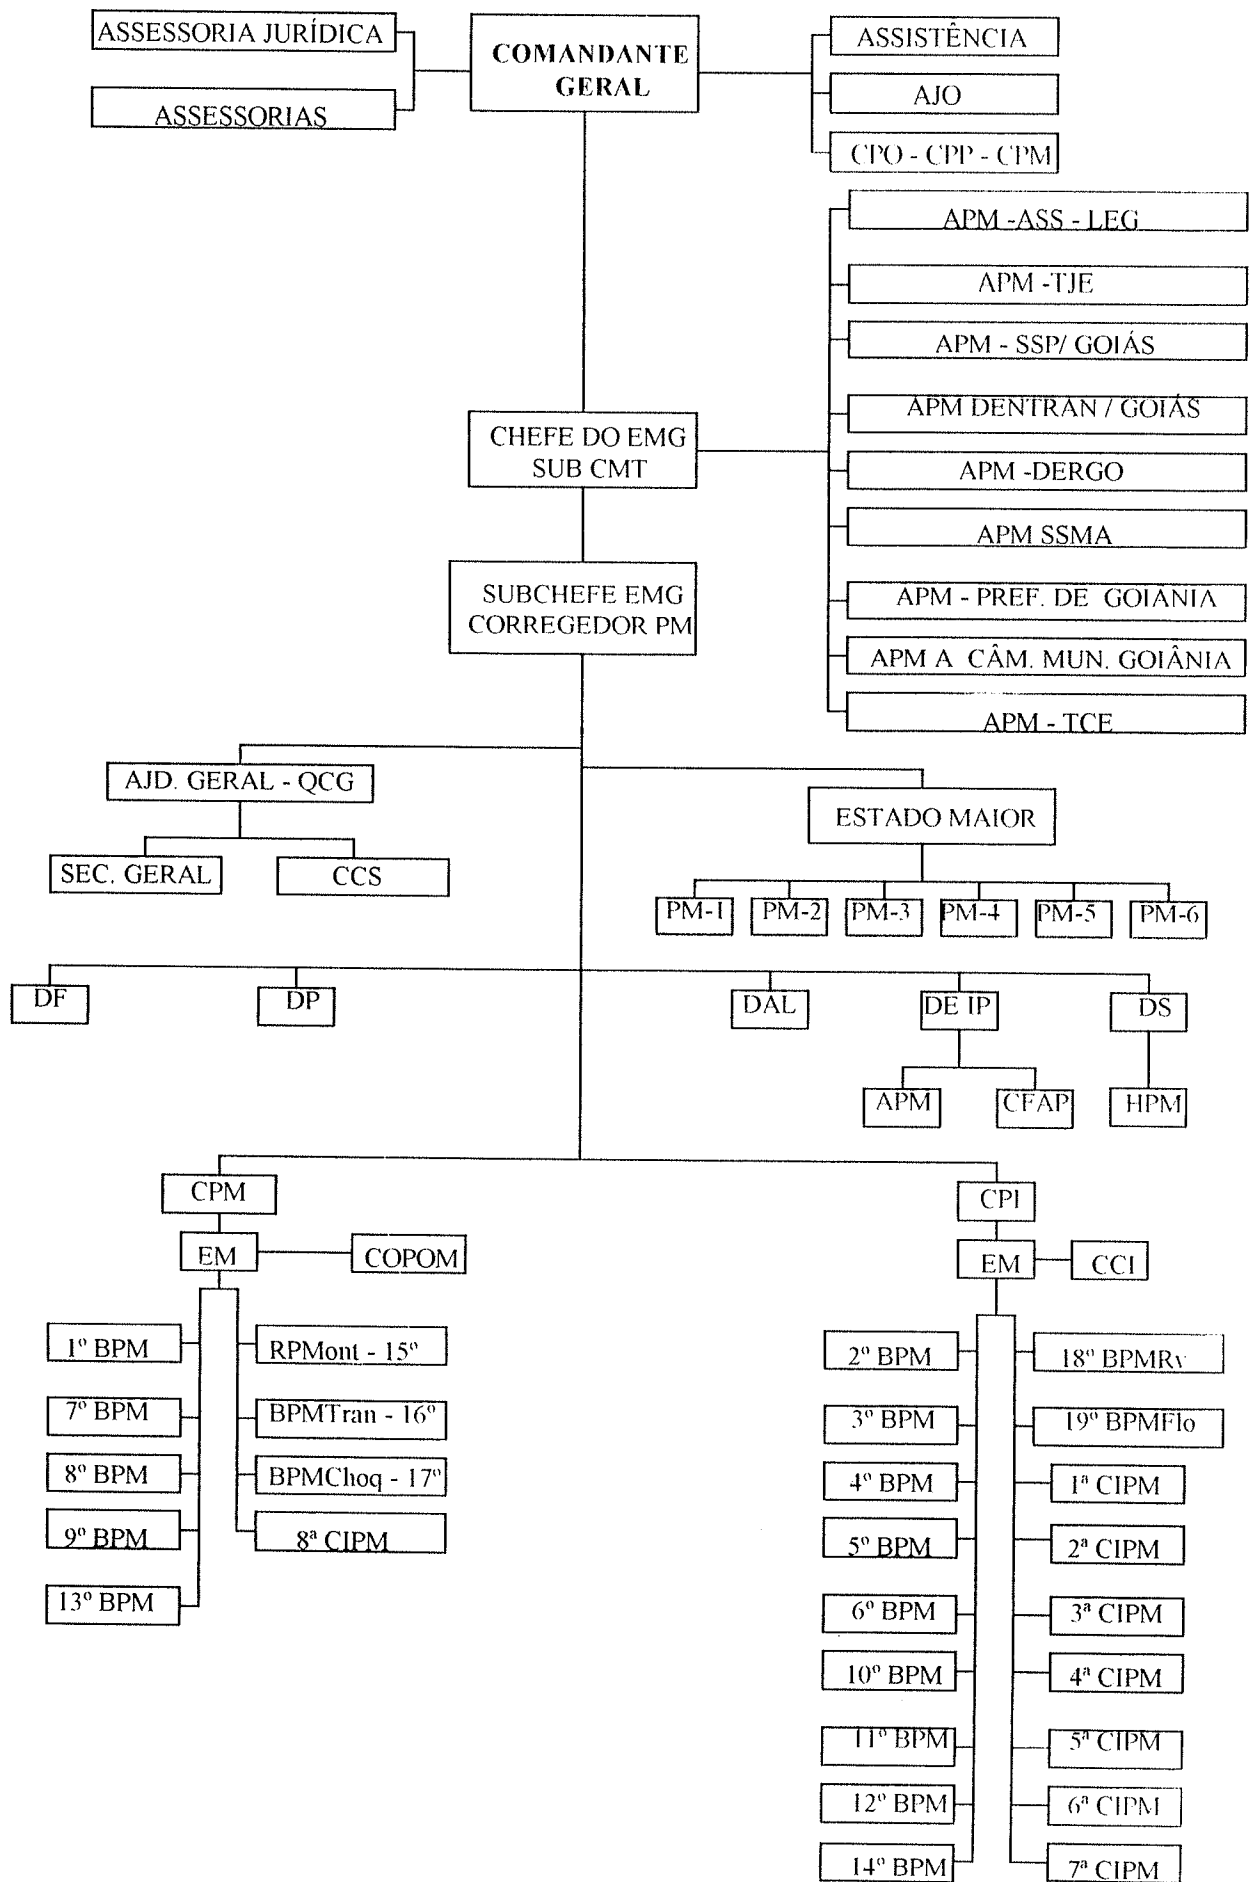 ASSESSORIA JURÍDICA
ASSESSORIAS
COMANDANTE
GERAL
ASSISTÊNCIA
AJO
CPO - CPP - CPM
APM -ASS - LEG
APM -TJE
APM - SSP/ GOIÁS
APM DENTRAN / GOIÁS
APM -DERGO
APM SSMA
APM - PREF. DE GOIANIA
APM A CÂM. MUN. GOIÂNIA
APM - TCE
CHEFE DO EMG
SUB CMT
SUBCHEFE EMG
CORREGEDOR PM
AJD. GERAL - QCG
SEC. GERAL
CCS
ESTADO MAIOR
PM-1
PM-2
PM-3
PM-4
PM-5
PM-6
DF
DP
DAL
DE IP
DS
APM
CFAP
HPM
CPM
EM
COPOM
1º BPM
7º BPM
8º BPM
9º BPM
13º BPM
RPMont - 15º
BPMTran - 16º
BPMChoq - 17º
8ª CIPM
CPI
EM
CCI
2º BPM
3º BPM
4º BPM
5º BPM
6º BPM
10º BPM
11º BPM
12º BPM
14º BPM
18º BPMRv
19º BPMFlo
1ª CIPM
2ª CIPM
3ª CIPM
4ª CIPM
5ª CIPM
6ª CIPM
7ª CIPM